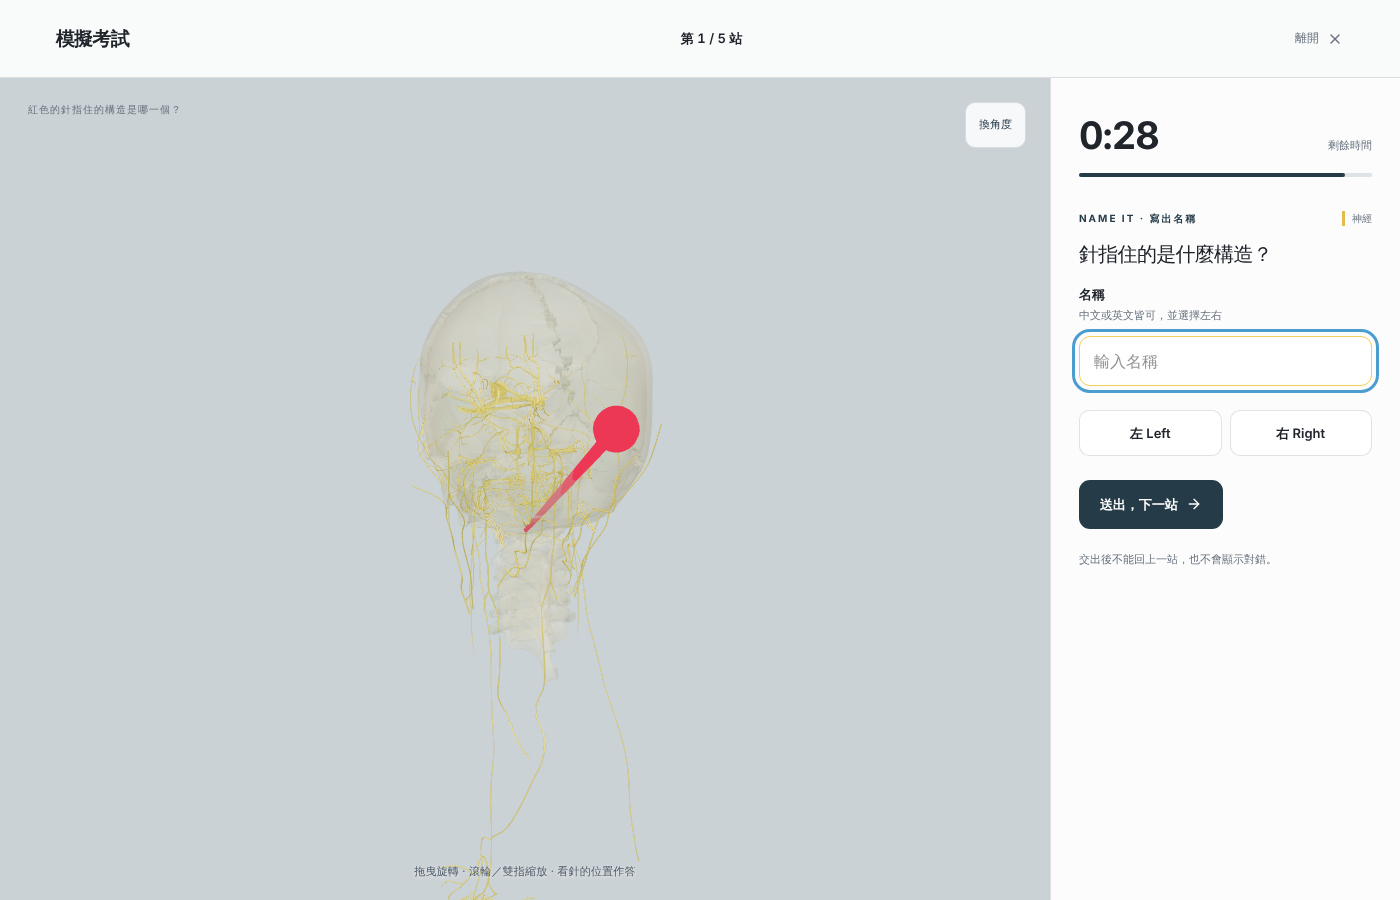 模擬考試
第 1 / 5 站
離開
紅色的針指住的構造是哪一個？
換角度
0:28
剩餘時間
NAME IT · 寫出名稱
神經
針指住的是什麼構造？
名稱
中文或英文皆可，並選擇左右
輸入名稱
左 Left
右 Right
送出，下一站 →
交出後不能回上一站，也不會顯示對錯。
拖曳旋轉 · 滾輪／雙指縮放 · 看針的位置作答